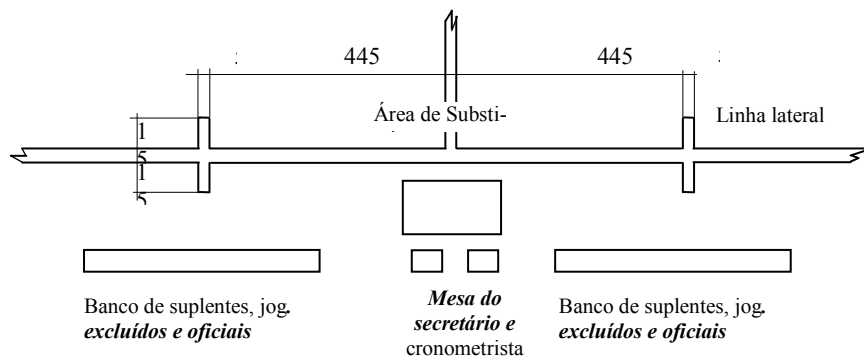 445
445
Área de Substi-
Linha lateral
1
5
1
5
Banco de suplentes, jog.
excluídos e oficiais
Mesa do
secretário e
cronometrista
Banco de suplentes, jog.
excluídos e oficiais